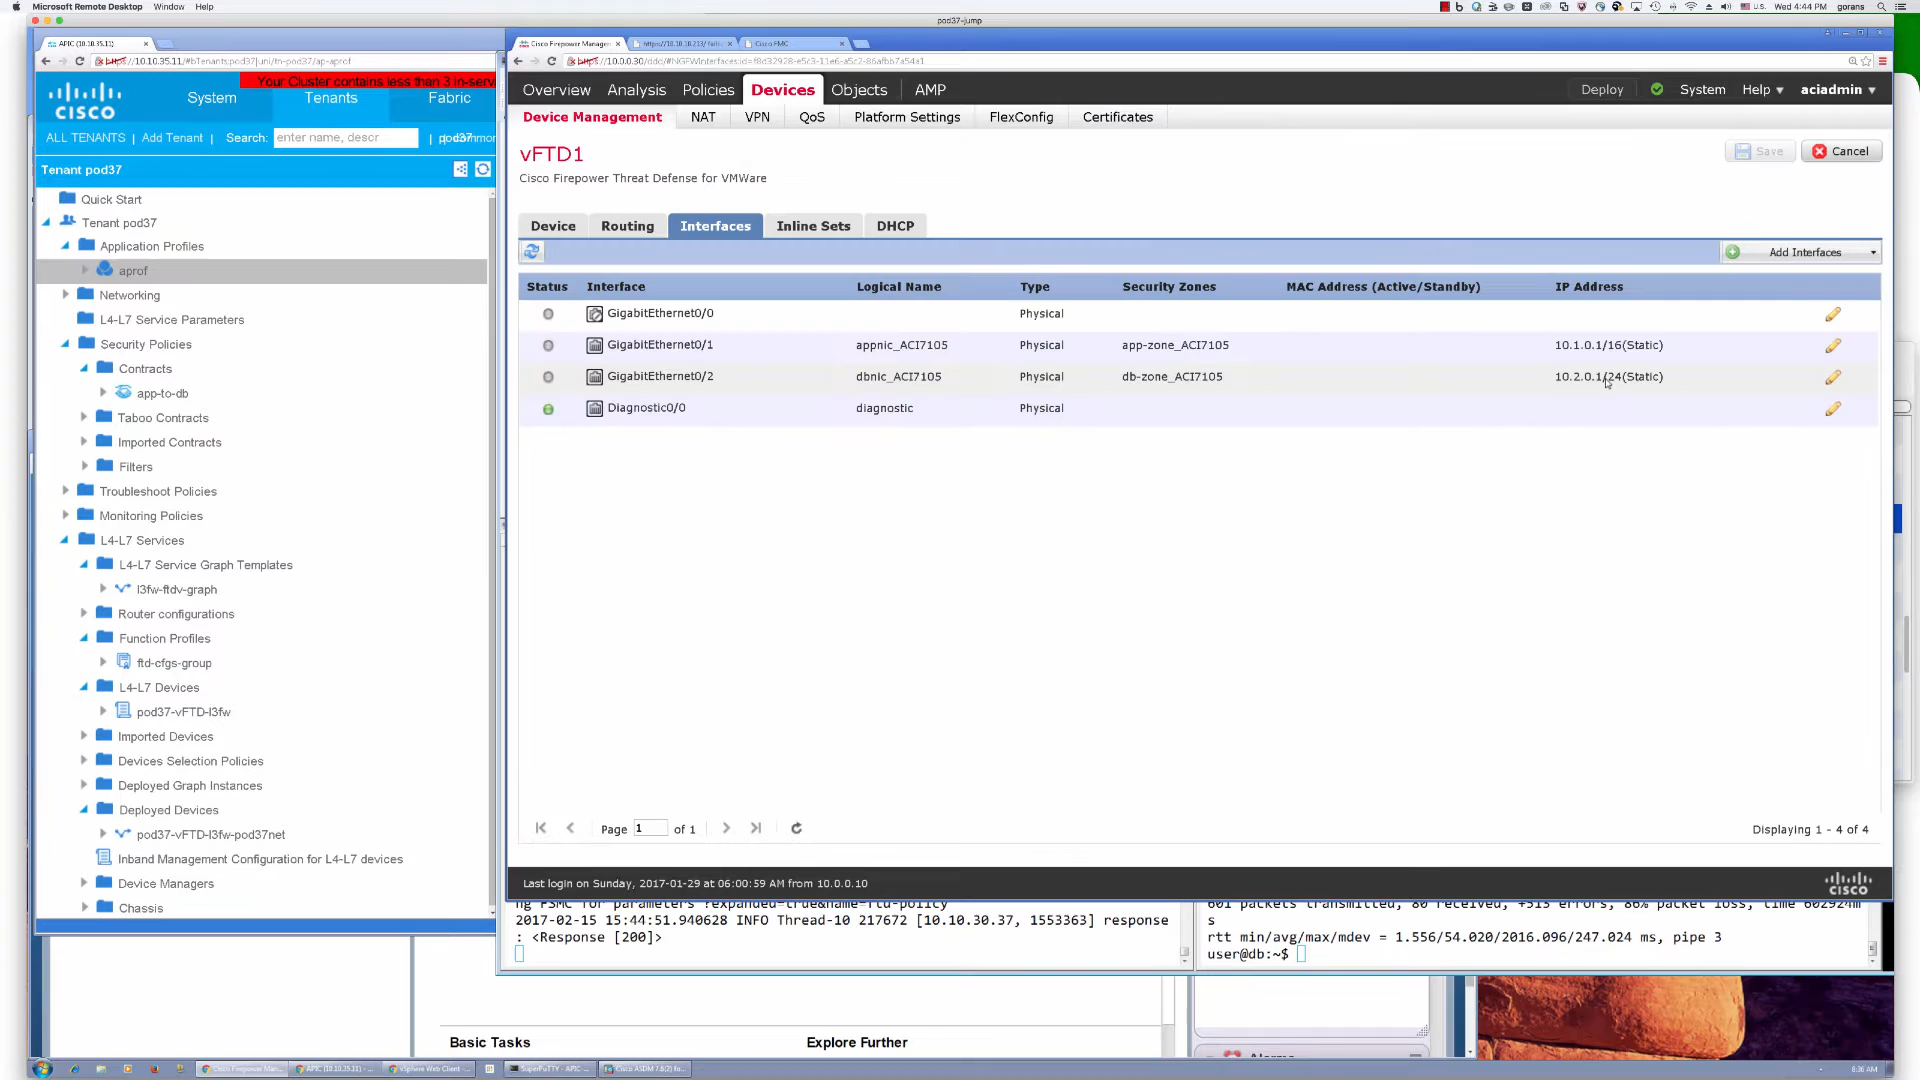 Microsoft Remote Desktop Window Help
U.S. Wed 4:44 PM gorans
pod37-jump
APIC (10.10.35.11)
https://10.10.35.11/#bTenants:pod37|uni/tn-pod37/ap-aprof
Your Cluster contains less than 3 in-serv
CISCO
System Tenants Fabric
ALL TENANTS | Add Tenant | Search: enter name, descr
Tenant pod37
Quick Start
Tenant pod37
Application Profiles
aprof
Networking
L4-L7 Service Parameters
Security Policies
Contracts
app-to-db
Taboo Contracts
Imported Contracts
Filters
Troubleshoot Policies
Monitoring Policies
L4-L7 Services
L4-L7 Service Graph Templates
l3fw-ftdv-graph
Router configurations
Function Profiles
ftd-cfgs-group
L4-L7 Devices
pod37-vFTD-l3fw
Imported Devices
Devices Selection Policies
Deployed Graph Instances
Deployed Devices
pod37-vFTD-l3fw-pod37net
Inband Management Configuration for L4-L7 devices
Device Managers
Chassis
Cisco Firepower Manage https://10.10.10.213/ Cisco FMC
https://10.0.0.30/ddd/#NGFWInterfaces:id=f8d32928-e5c3-11e6-a5c2-86afbb7a54a1
Overview Analysis Policies Devices Objects AMP Deploy System Help aciadmin
Device Management NAT VPN QoS Platform Settings FlexConfig Certificates
vFTD1
Save Cancel
Cisco Firepower Threat Defense for VMWare
Device Routing Interfaces Inline Sets DHCP
Add Interfaces
Status Interface Logical Name Type Security Zones MAC Address (Active/Standby) IP Address
GigabitEthernet0/0 Physical
GigabitEthernet0/1 appnic_ACI7105 Physical app-zone_ACI7105 10.1.0.1/16(Static)
GigabitEthernet0/2 dbnic_ACI7105 Physical db-zone_ACI7105 10.2.0.1/24(Static)
Diagnostic0/0 diagnostic Physical
Page 1 of 1
Displaying 1 - 4 of 4
Last login on Sunday, 2017-01-29 at 06:00:59 AM from 10.0.0.10
CISCO
ng FSMC for parameters ?expanded=true&name=ftd-policy
2017-02-15 15:44:51.940628 INFO Thread-10 217672 [10.10.30.37, 1553363] response
: <Response [200]>
601 packets transmitted, 80 received, +515 errors, 86% packet loss, time 602924m
s
rtt min/avg/max/mdev = 1.556/54.020/2016.096/247.024 ms, pipe 3
user@db:~$
Basic Tasks Explore Further
Cisco Firepower Man... APIC (10.10.35.11) - ... vSphere Web Client -... SuperPuTTY - APIC ... Cisco ASDM 7.6(2) fo...
8:36 AM